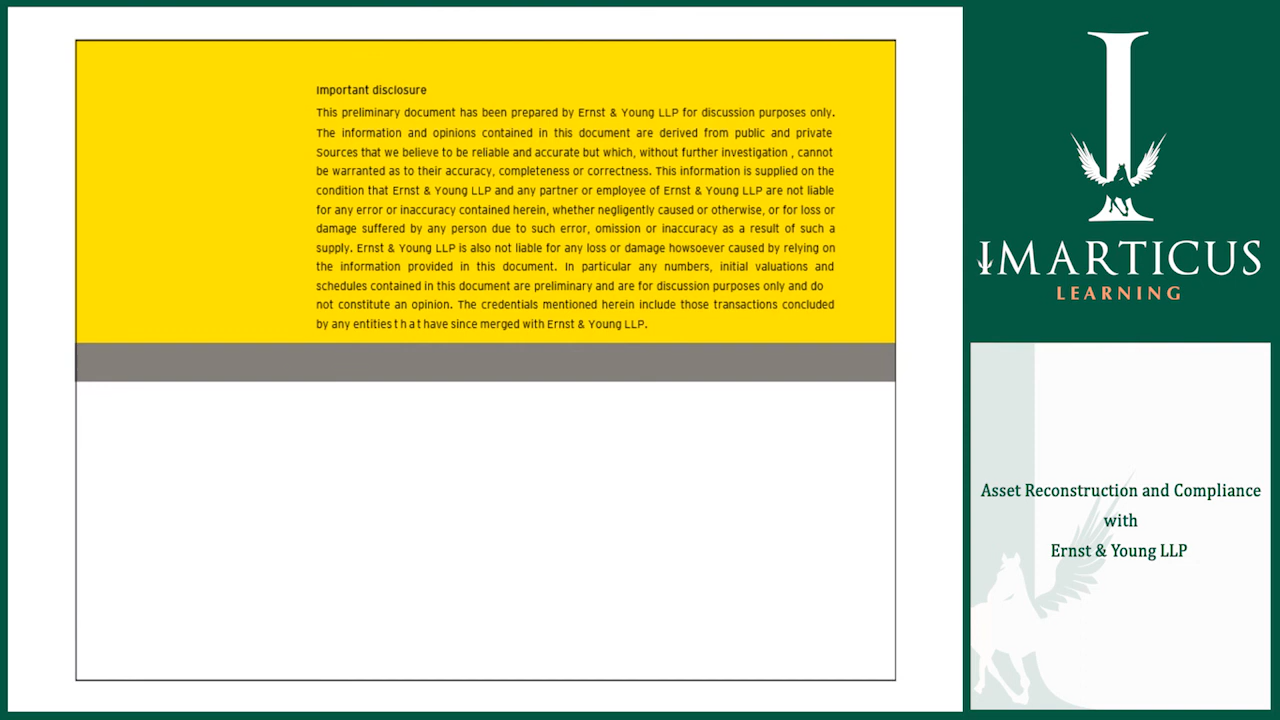 Important disclosure
This preliminary document has been prepared by Ernst & Young LLP for discussion purposes only.
The information and opinions contained in this document are derived from public and private
Sources that we believe to be reliable and accurate but which, without further investigation , cannot
be warranted as to their accuracy, completeness or correctness. This information is supplied on the
condition that Ernst & Young LLP and any partner or employee of Ernst & Young LLP are not liable
for any error or inaccuracy contained herein, whether negligently caused or otherwise, or for loss or
damage suffered by any person due to such error, omission or inaccuracy as a result of such a
supply. Ernst & Young LLP is also not liable for any loss or damage howsoever caused by relying on
the information provided in this document. In particular any numbers, initial valuations and
schedules contained in this document are preliminary and are for discussion purposes only and do
not constitute an opinion. The credentials mentioned herein include those transactions concluded
by any entities t h a t have since merged with Ernst & Young LLP.
IMARTICUS
LEARNING
Asset Reconstruction and Compliance
with
Ernst & Young LLP